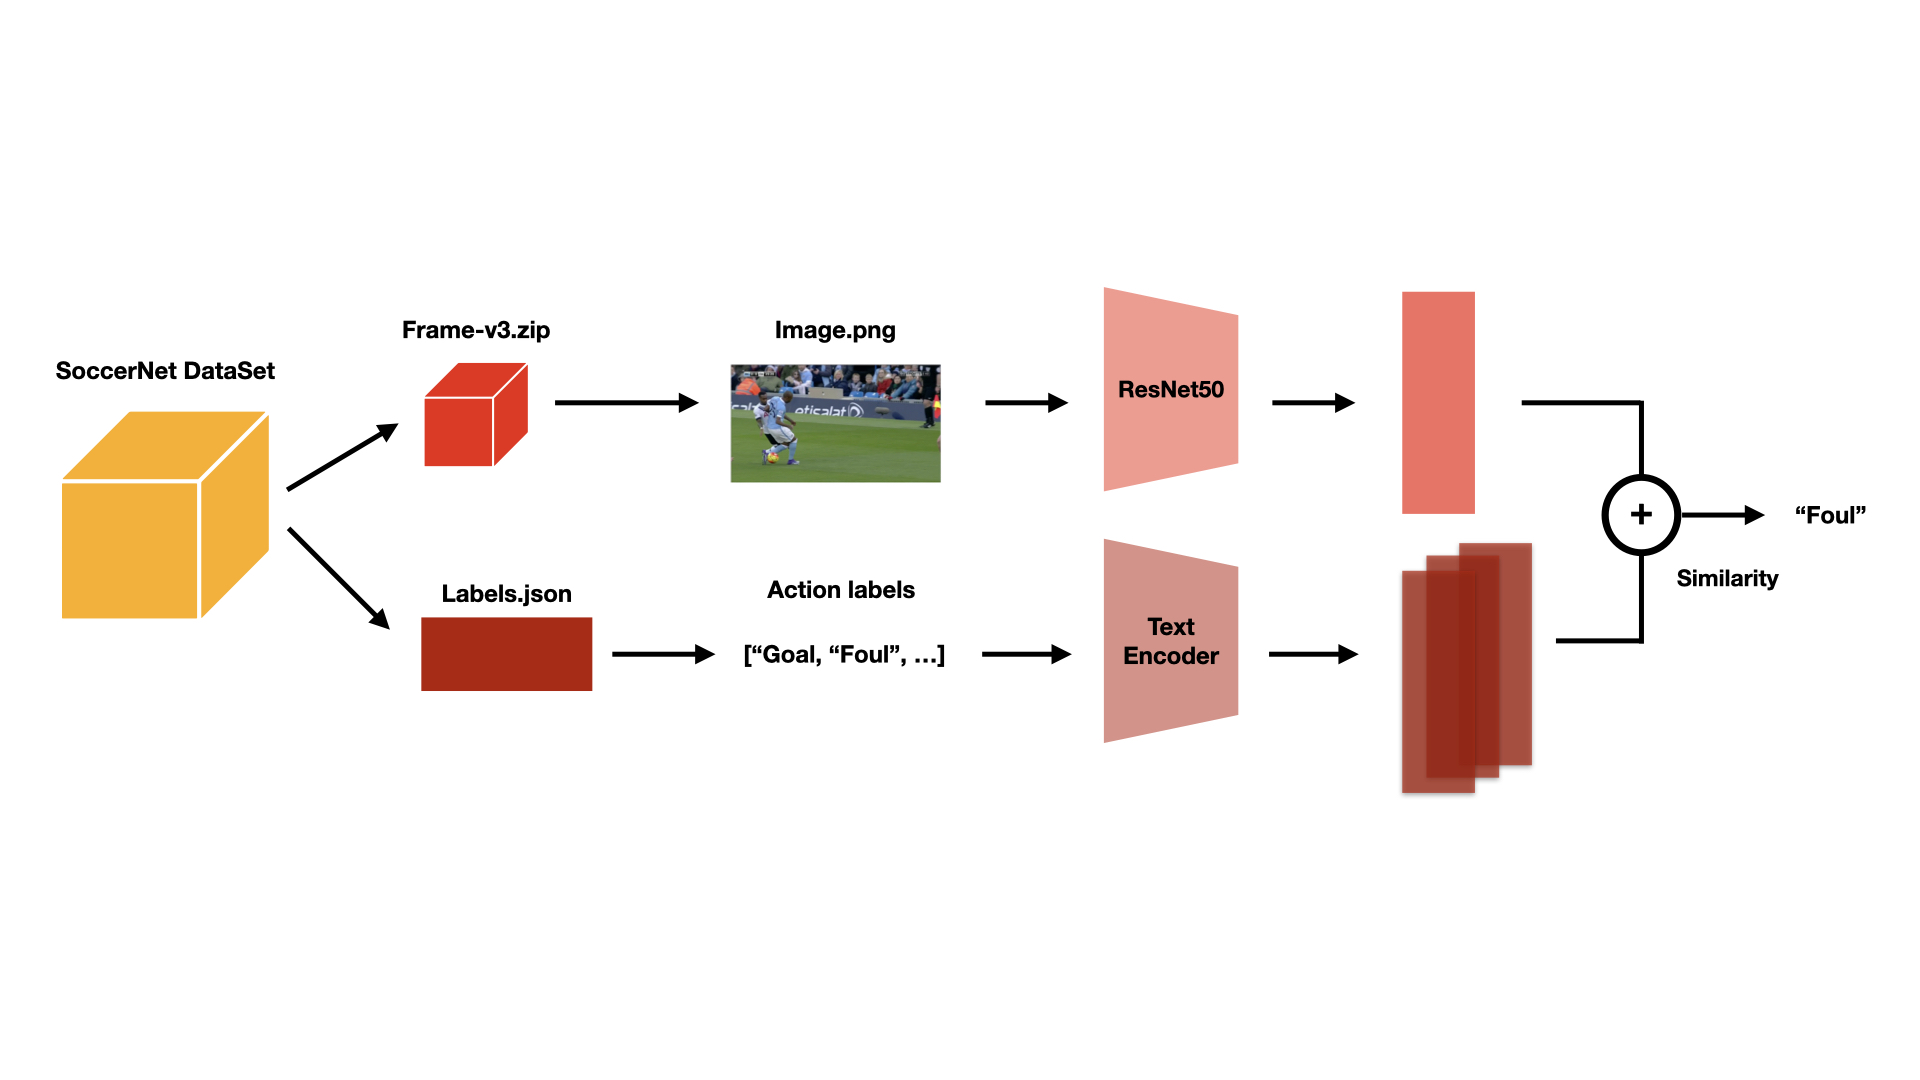 SoccerNet DataSet
Frame-v3.zip
Image.png
etisalat
ResNet50
Labels.json
Action labels
[“Goal, “Foul”, …]
Text
Encoder
+
“Foul”
Similarity